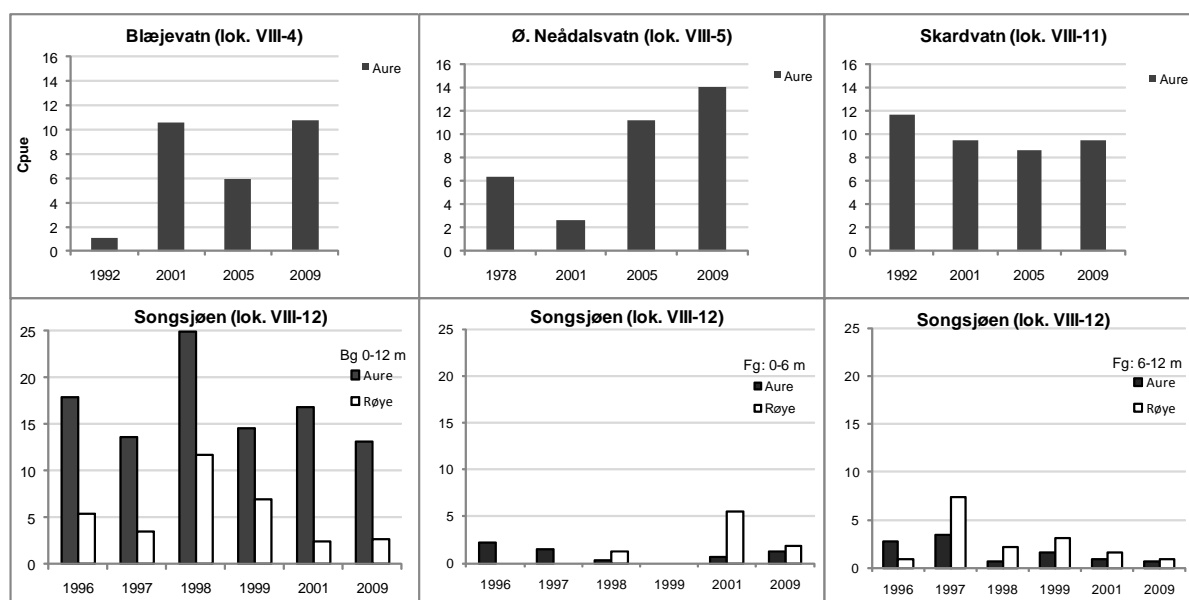 Blæjevatn (lok. VIII-4)
Aure
Cpue
16
14
12
10
8
6
4
2
0
1992 2001 2005 2009
Ø. Neådalsvatn (lok. VIII-5)
Aure
16
14
12
10
8
6
4
2
0
1978 2001 2005 2009
Skardvatn (lok. VIII-11)
Aure
16
14
12
10
8
6
4
2
0
1992 2001 2005 2009
Songsjøen (lok. VIII-12)
Bg 0-12 m
Aure
Røye
25
20
15
10
5
0
1996 1997 1998 1999 2001 2009
Songsjøen (lok. VIII-12)
Fg: 0-6 m
Aure
Røye
25
20
15
10
5
0
1996 1997 1998 1999 2001 2009
Songsjøen (lok. VIII-12)
Fg: 6-12 m
Aure
Røye
25
20
15
10
5
0
1996 1997 1998 1999 2001 2009